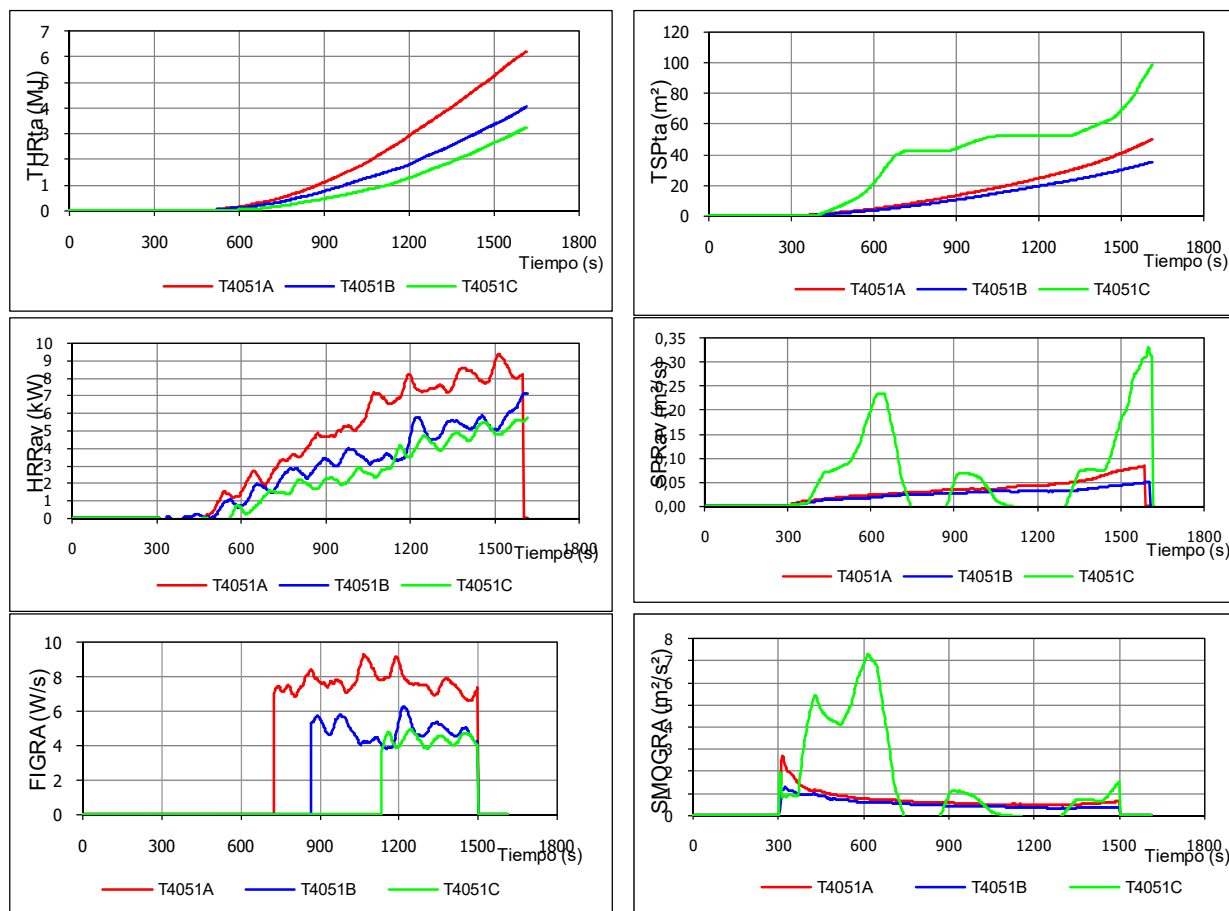 7
6
5
4
3
2
1
0
THRta (MJ)
0 300 600 900 1200 1500 1800
Tiempo (s)
T4051A T4051B T4051C
120
100
80
60
40
20
0
TSPta (m²)
0 300 600 900 1200 1500 1800
Tiempo (s)
T4051A T4051B T4051C
10
9
8
7
6
5
4
3
2
1
0
HRRav (kW)
0 300 600 900 1200 1500 1800
Tiempo (s)
T4051A T4051B T4051C
0,35
0,30
0,25
0,20
0,15
0,10
0,05
0,00
SPRav (m²/s)
0 300 600 900 1200 1500 1800
Tiempo (s)
T4051A T4051B T4051C
10
8
6
4
2
0
FIGRA (W/s)
0 300 600 900 1200 1500 1800
Tiempo (s)
T4051A T4051B T4051C
8
7
6
5
4
3
2
1
0
SMOGRA (m²/s²)
0 300 600 900 1200 1500 1800
Tiempo (s)
T4051A T4051B T4051C